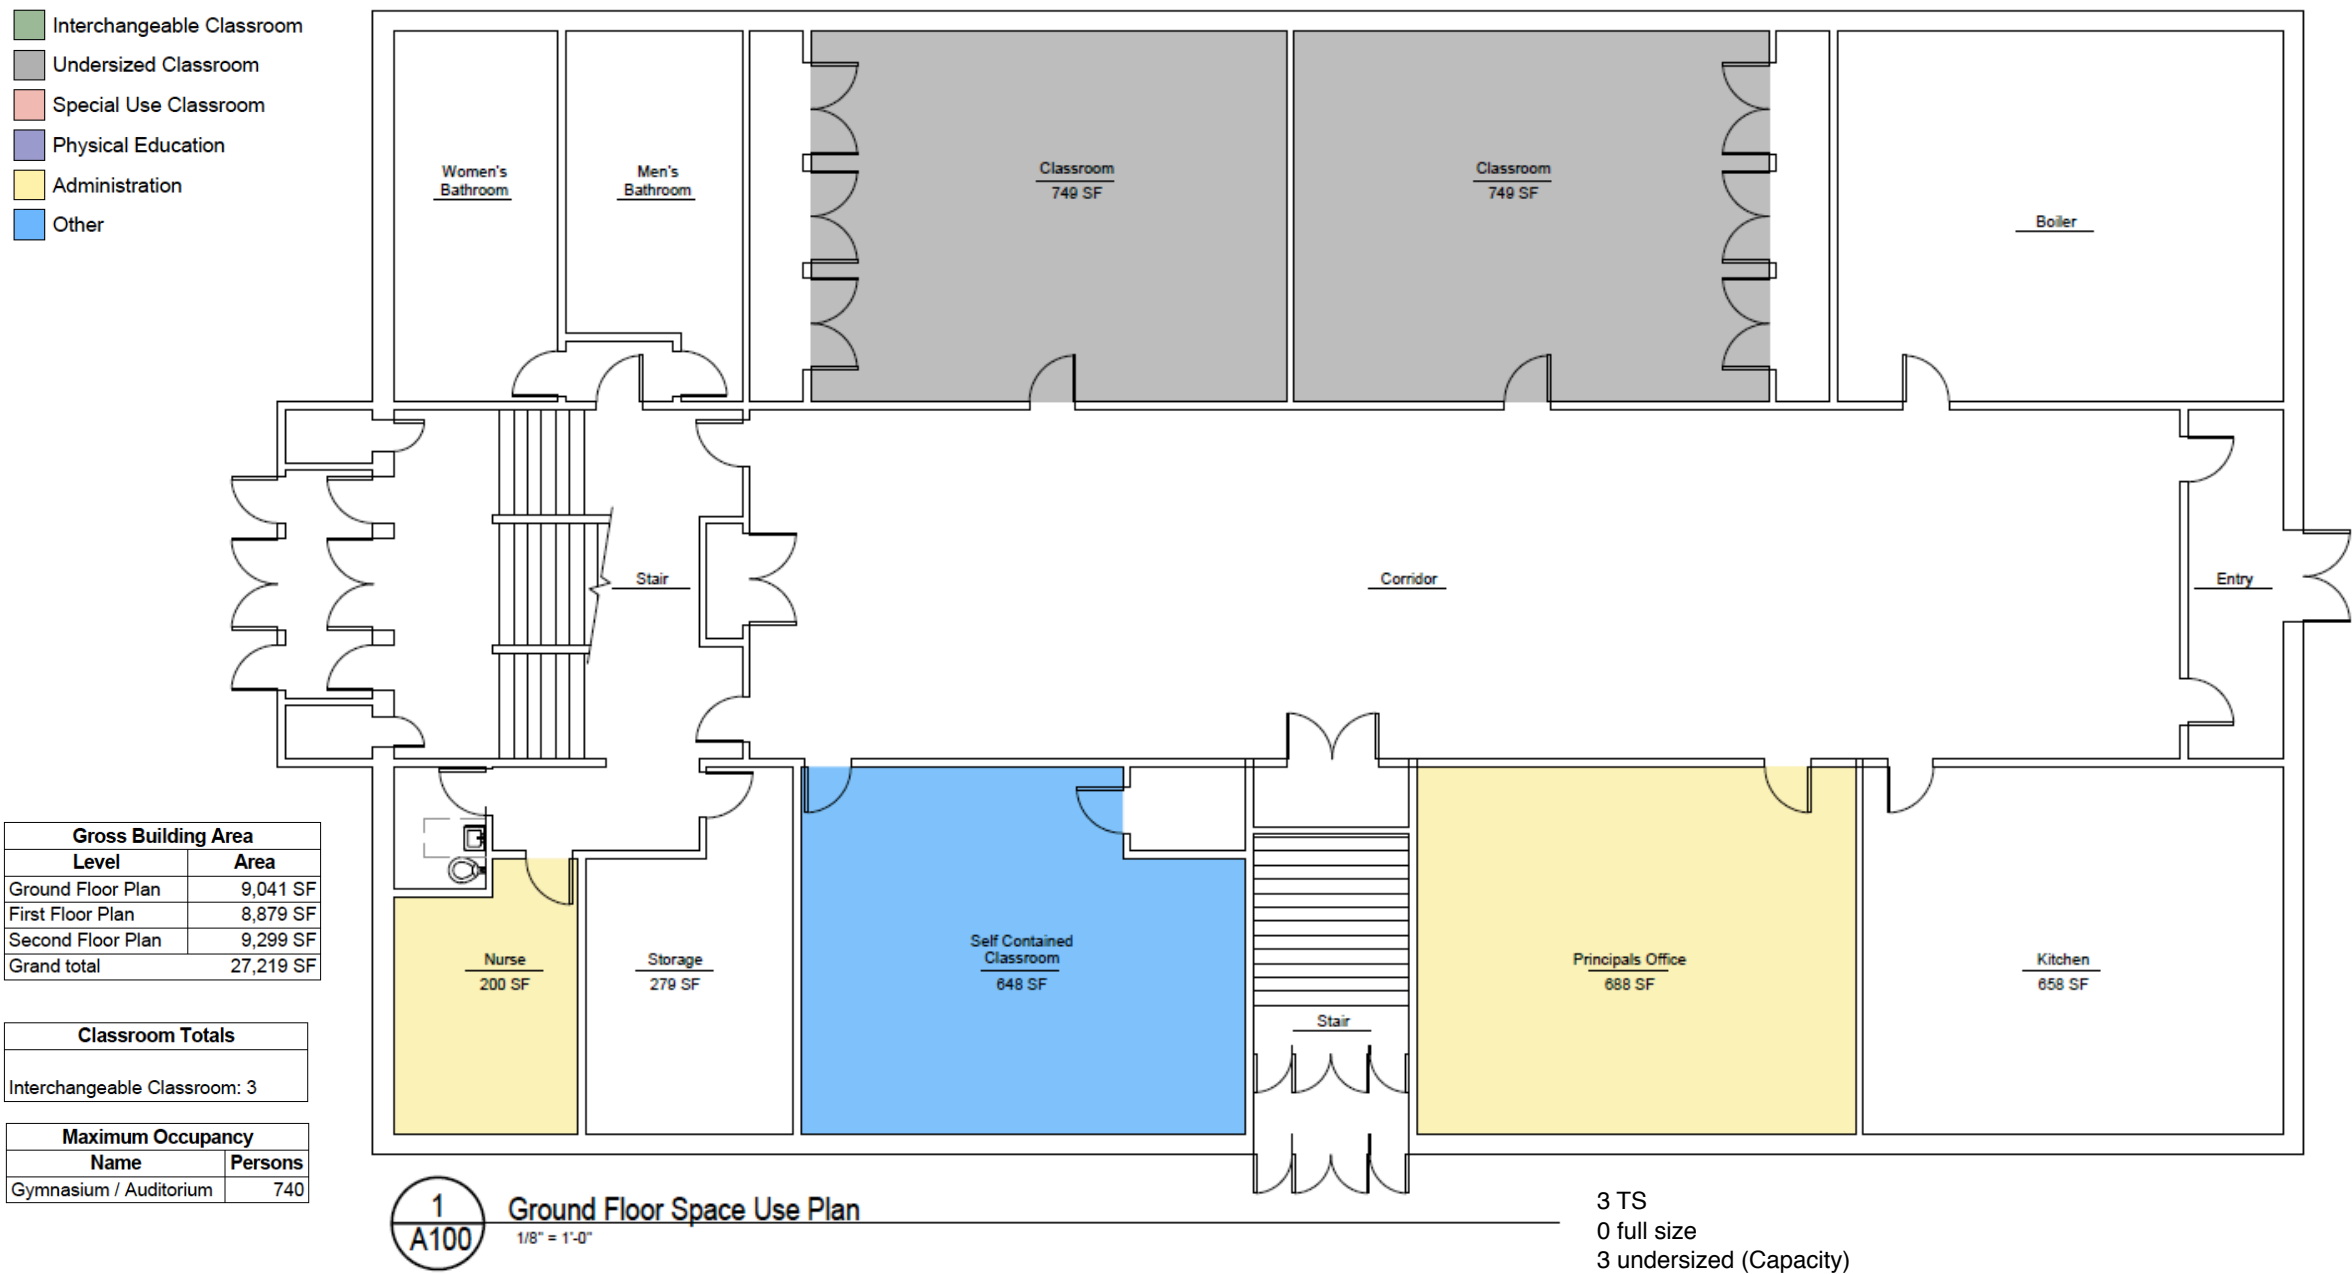 Interchangeable Classroom
Undersized Classroom
Special Use Classroom
Physical Education
Administration
Other
Women's
Bathroom
Men's
Bathroom
Classroom
749 SF
Classroom
749 SF
Boiler
Stair
Corridor
Entry
Gross Building Area
Level Area
Ground Floor Plan 9,041 SF
First Floor Plan 8,879 SF
Second Floor Plan 9,299 SF
Grand total 27,219 SF
Nurse
200 SF
Storage
279 SF
Self Contained
Classroom
648 SF
Stair
Principals Office
688 SF
Kitchen
658 SF
Classroom Totals
Interchangeable Classroom: 3
Maximum Occupancy
Name Persons
Gymnasium / Auditorium 740
1
A100
Ground Floor Space Use Plan
1/8" = 1'-0"
3 TS
0 full size
3 undersized (Capacity)